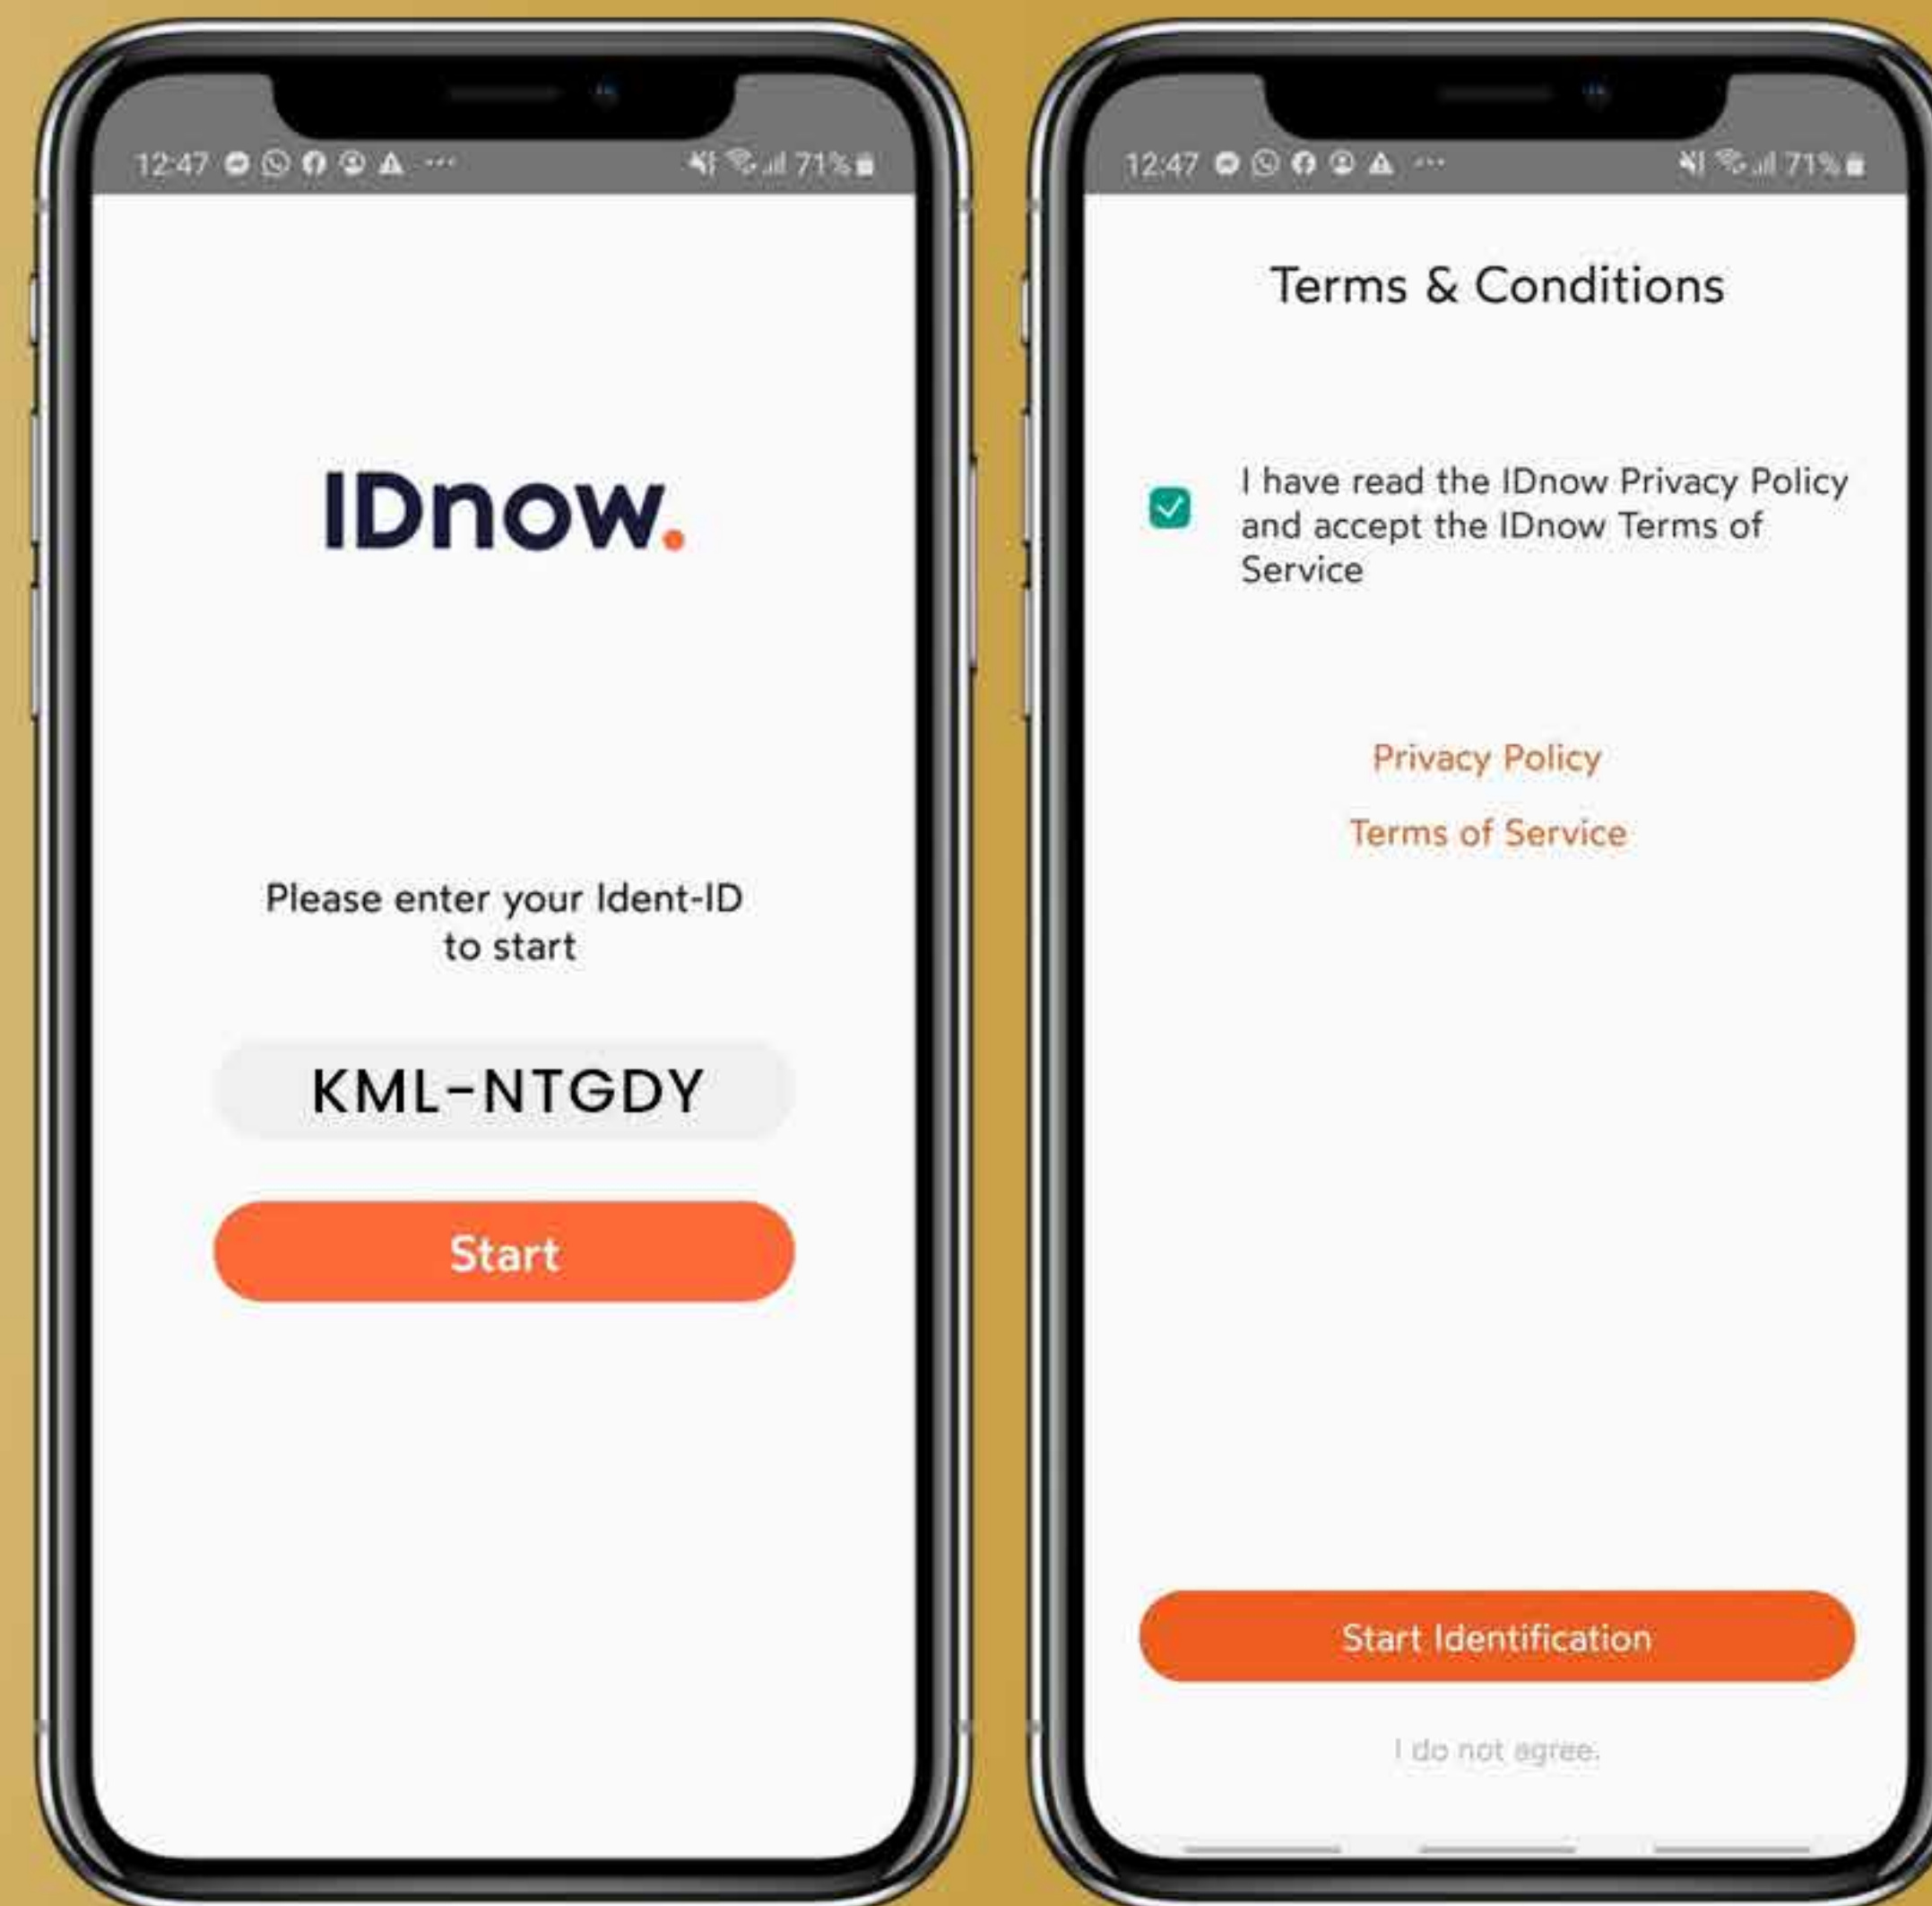 12:47
71%
IDnow.
Please enter your Ident-ID
to start
KML-NTGDY
Start
12:47
71%
Terms & Conditions
I have read the IDnow Privacy Policy
and accept the IDnow Terms of
Service
Privacy Policy
Terms of Service
Start Identification
I do not agree.